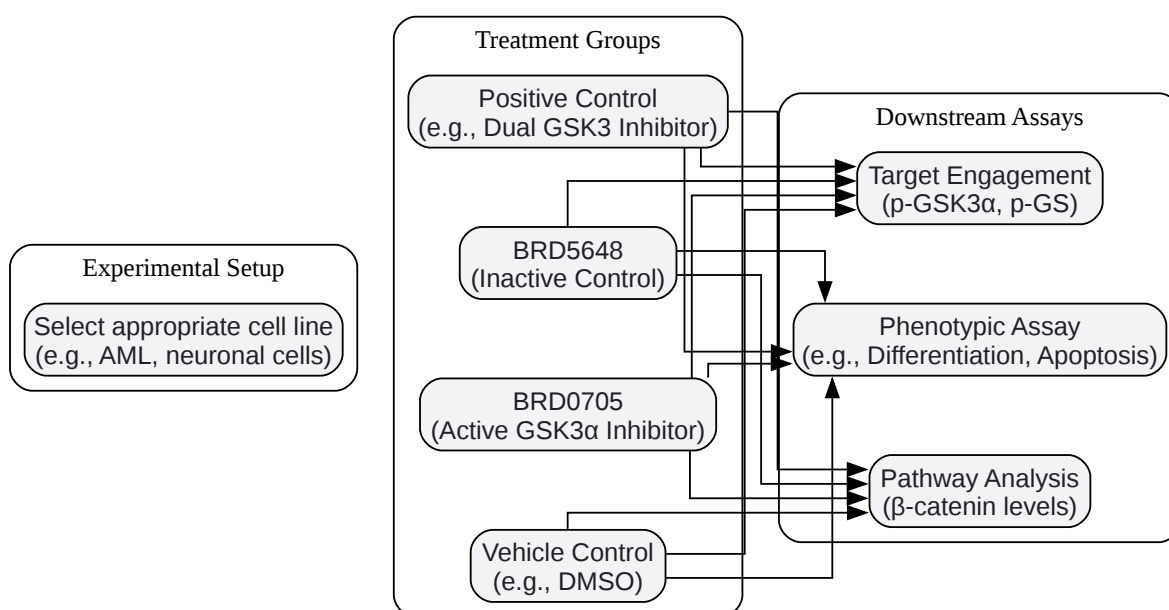 Experimental Setup
Select appropriate cell line
(e.g., AML, neuronal cells)
Treatment Groups
Positive Control
(e.g., Dual GSK3 Inhibitor)
BRD5648
(Inactive Control)
BRD0705
(Active GSK3α Inhibitor)
Vehicle Control
(e.g., DMSO)
Downstream Assays
Target Engagement
(p-GSK3α, p-GS)
Phenotypic Assay
(e.g., Differentiation, Apoptosis)
Pathway Analysis
(β-catenin levels)